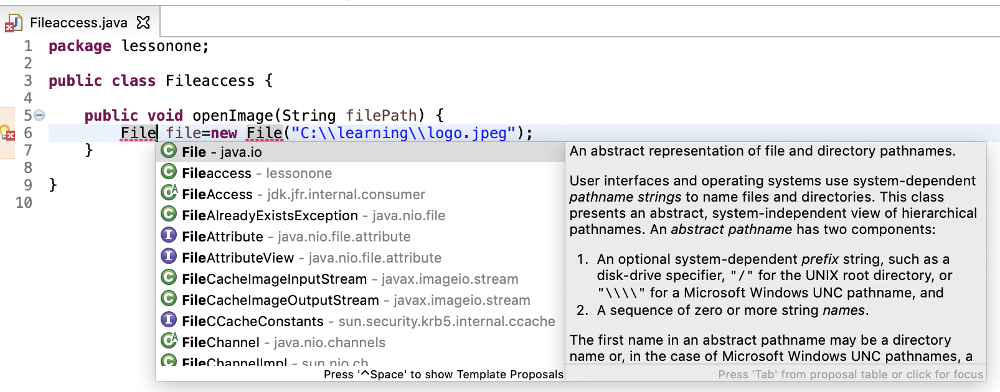 Fileaccess.java
1 package lessonone;
2
3 public class Fileaccess {
4
5 public void openImage(String filePath) {
6 File file=new File("C:\\learning\\logo.jpeg");
7 }
8
9 }
10
File - java.io
Fileaccess - lessonone
FileAccess - jdk.jfr.internal.consumer
FileAlreadyExistsException - java.nio.file
FileAttribute - java.nio.file.attribute
FileAttributeView - java.nio.file.attribute
FileCacheImageInputStream - javax.imageio.stream
FileCacheImageOutputStream - javax.imageio.stream
FileCCacheConstants - sun.security.krb5.internal.ccache
FileChannel - java.nio.channels
FileChannelImpl - sun.nio.ch
Press '^Space' to show Template Proposals
An abstract representation of file and directory pathnames.
User interfaces and operating systems use system-dependent
pathname strings to name files and directories. This class
presents an abstract, system-independent view of hierarchical
pathnames. An abstract pathname has two components:
1. An optional system-dependent prefix string, such as a
disk-drive specifier, "/" for the UNIX root directory, or
"\\\\" for a Microsoft Windows UNC pathname, and
2. A sequence of zero or more string names.
The first name in an abstract pathname may be a directory
name or, in the case of Microsoft Windows UNC pathnames, a
Press 'Tab' from proposal table or click for focus